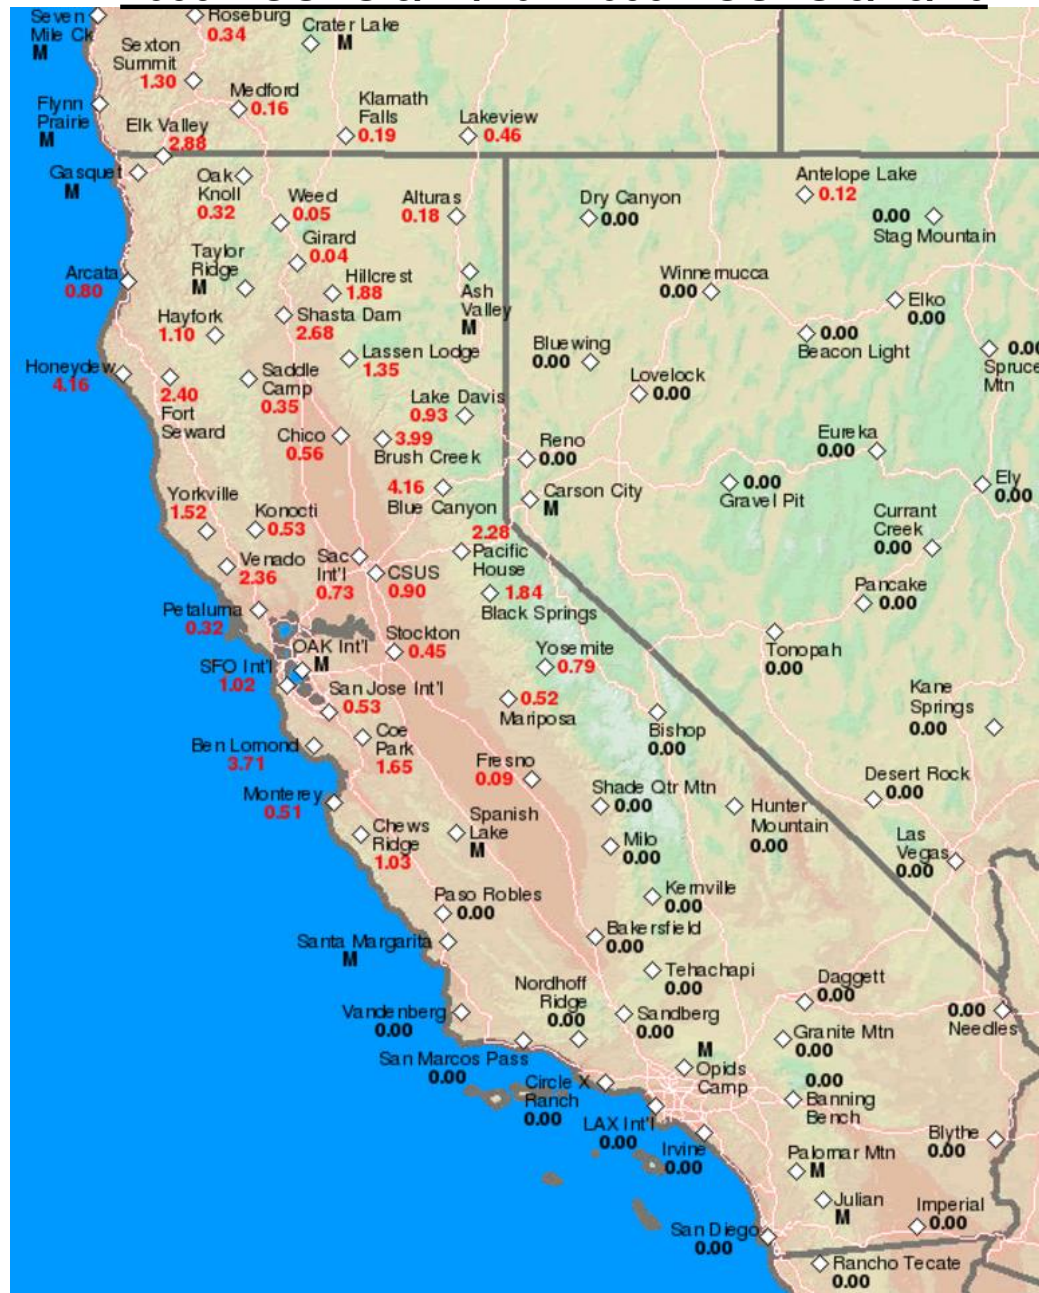 Seven
Mile Ck
M
Roseburg
0.34
Crater Lake
M
Sexton
Summit
1.30
Medford
0.16
Flynn
Prairie
M
Klamath
Falls
0.19
Lakeview
0.46
Elk Valley
2.88
Gasquet
M
Oak
Knoll
0.32
Weed
0.05
Alturas
0.18
Dry Canyon
0.00
Antelope Lake
0.12
0.00
Stag Mountain
Girard
0.04
Taylor
Ridge
M
Arcata
0.80
Hillcrest
1.88
Ash
Valley
M
Winnemucca
0.00
Elko
0.00
Hayfork
1.10
Shasta Dam
2.68
0.00
Beacon Light
Bluewing
0.00
0.00
Spruce
Mtn
Lassen Lodge
1.35
Honeydew
4.16
2.40
Fort
Seward
Saddle
Camp
0.35
Lovelock
0.00
Lake Davis
0.93
Chico
0.56
3.99
Brush Creek
Reno
0.00
Eureka
0.00
4.16
Blue Canyon
Carson City
M
0.00
Gravel Pit
Ely
0.00
Yorkville
1.52
Konocti
0.53
Currant
Creek
0.00
2.28
Pacific
House
Venado
2.36
Sac
Int'l
0.73
CSUS
0.90
1.84
Black Springs
Pancake
0.00
Petaluma
0.32
Stockton
0.45
OAK Int'l
M
Tonopah
0.00
Yosemite
0.79
SFO Int'l
1.02
San Jose Int'l
0.53
0.52
Mariposa
Kane
Springs
0.00
Bishop
0.00
Ben Lomond
3.71
Coe
Park
1.65
Fresno
0.09
Desert Rock
0.00
Monterey
0.51
Shade Qtr Mtn
0.00
Hunter
Mountain
0.00
Chews
Ridge
1.03
Spanish
Lake
M
Milo
0.00
Las
Vegas
0.00
Paso Robles
0.00
Kernville
0.00
Santa Margarita
M
Bakersfield
0.00
Tehachapi
0.00
Nordhoff
Ridge
0.00
Daggett
0.00
Vandenberg
0.00
Sandberg
0.00
0.00
Needles
Granite Mtn
0.00
San Marcos Pass
0.00
M
Opids
Camp
Circle X
Ranch
0.00
0.00
Banning
Bench
LAX Int'l
0.00
Irvine
0.00
Blythe
0.00
Palomar Mtn
M
Julian
M
Imperial
0.00
San Diego
0.00
Rancho Tecate
0.00